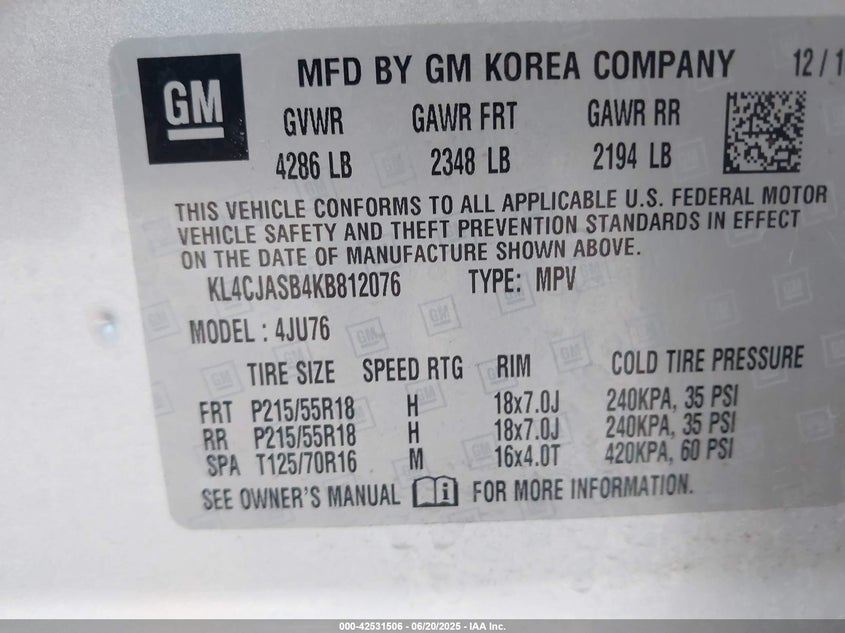 GM
MFD BY GM KOREA COMPANY 12/1
GVWR GAWR FRT GAWR RR
4286 LB 2348 LB 2194 LB
THIS VEHICLE CONFORMS TO ALL APPLICABLE U.S. FEDERAL MOTOR
VEHICLE SAFETY AND THEFT PREVENTION STANDARDS IN EFFECT
ON THE DATE OF MANUFACTURE SHOWN ABOVE.
KL4CJASB4KB812076 TYPE: MPV
MODEL : 4JU76
TIRE SIZE SPEED RTG RIM COLD TIRE PRESSURE
FRT P215/55R18 H 18x7.0J 240KPA, 35 PSI
RR P215/55R18 H 18x7.0J 240KPA, 35 PSI
SPA T125/70R16 M 16x4.0T 420KPA, 60 PSI
SEE OWNER'S MANUAL FOR MORE INFORMATION.
000-42531506 - 06/20/2025 - IAA Inc.